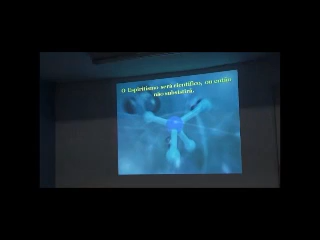 O Espiritismo será científico, ou então
não subsistirá.